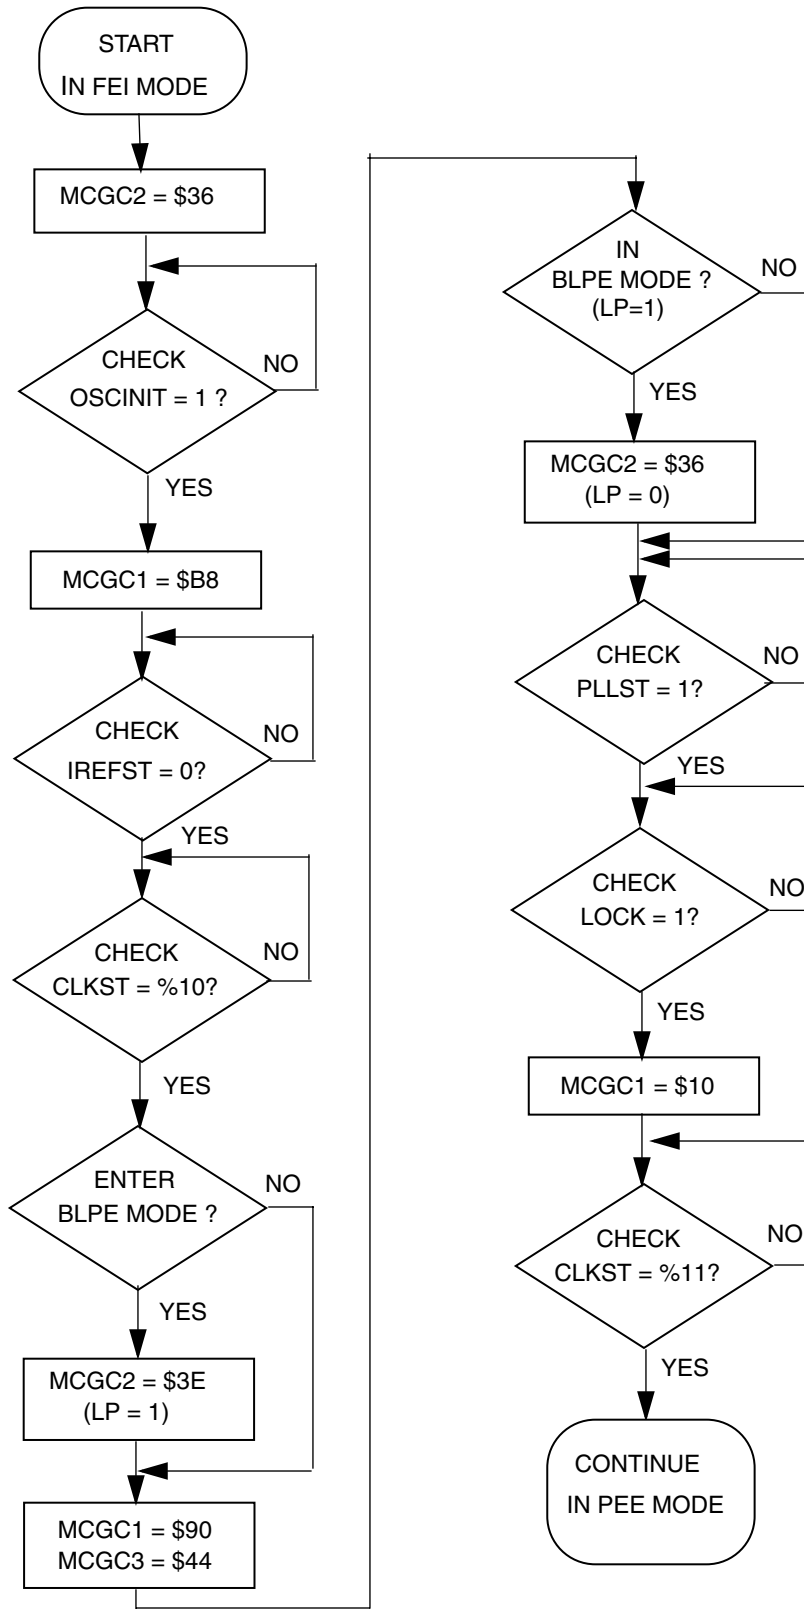 START
IN FEI MODE
MCGC2 = $36
CHECK
OSCINIT = 1 ?
NO
YES
MCGC1 = $B8
CHECK
IREFST = 0?
NO
YES
CHECK
CLKST = %10?
NO
YES
ENTER
BLPE MODE ?
NO
YES
MCGC2 = $3E
(LP = 1)
MCGC1 = $90
MCGC3 = $44
IN
BLPE MODE ?
(LP=1)
NO
YES
MCGC2 = $36
(LP = 0)
CHECK
PLLST = 1?
NO
YES
CHECK
LOCK = 1?
NO
YES
MCGC1 = $10
CHECK
CLKST = %11?
NO
YES
CONTINUE
IN PEE MODE